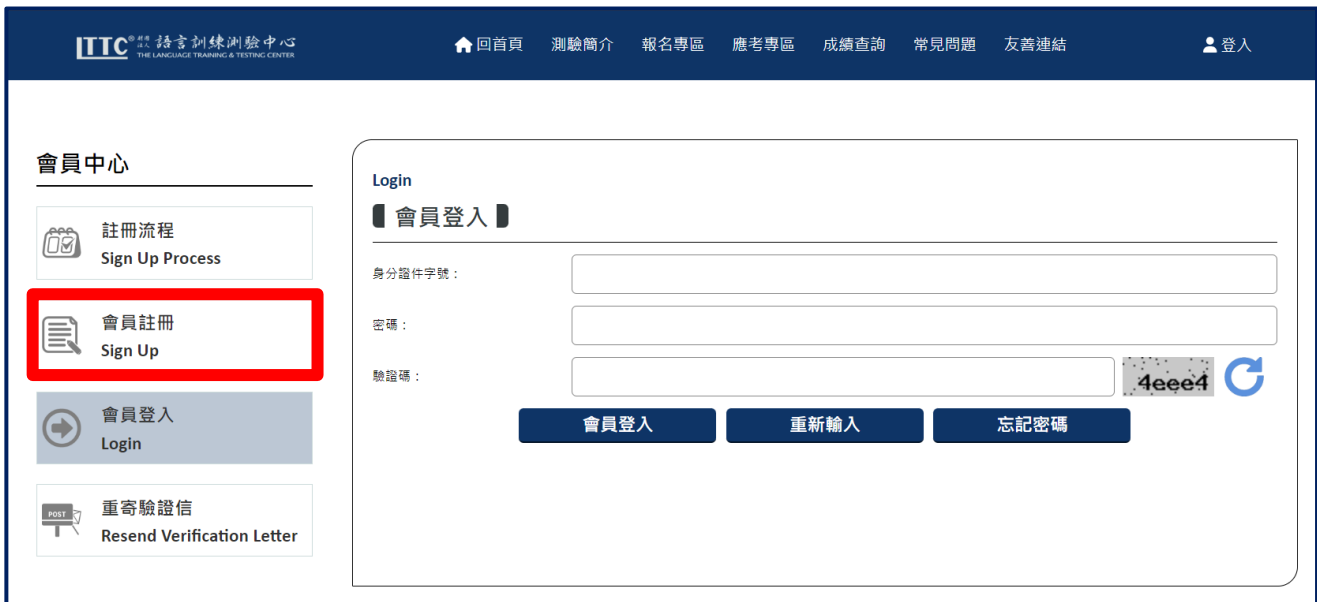 LTTC® 財團法人 語言訓練測驗中心
THE LANGUAGE TRAINING & TESTING CENTER
回首頁 測驗簡介 報名專區 應考專區 成績查詢 常見問題 友善連結 登入
會員中心
註冊流程
Sign Up Process
會員註冊
Sign Up
會員登入
Login
POST
重寄驗證信
Resend Verification Letter
Login
會員登入
身分證件字號：
密碼：
驗證碼：
4eee4
會員登入 重新輸入 忘記密碼